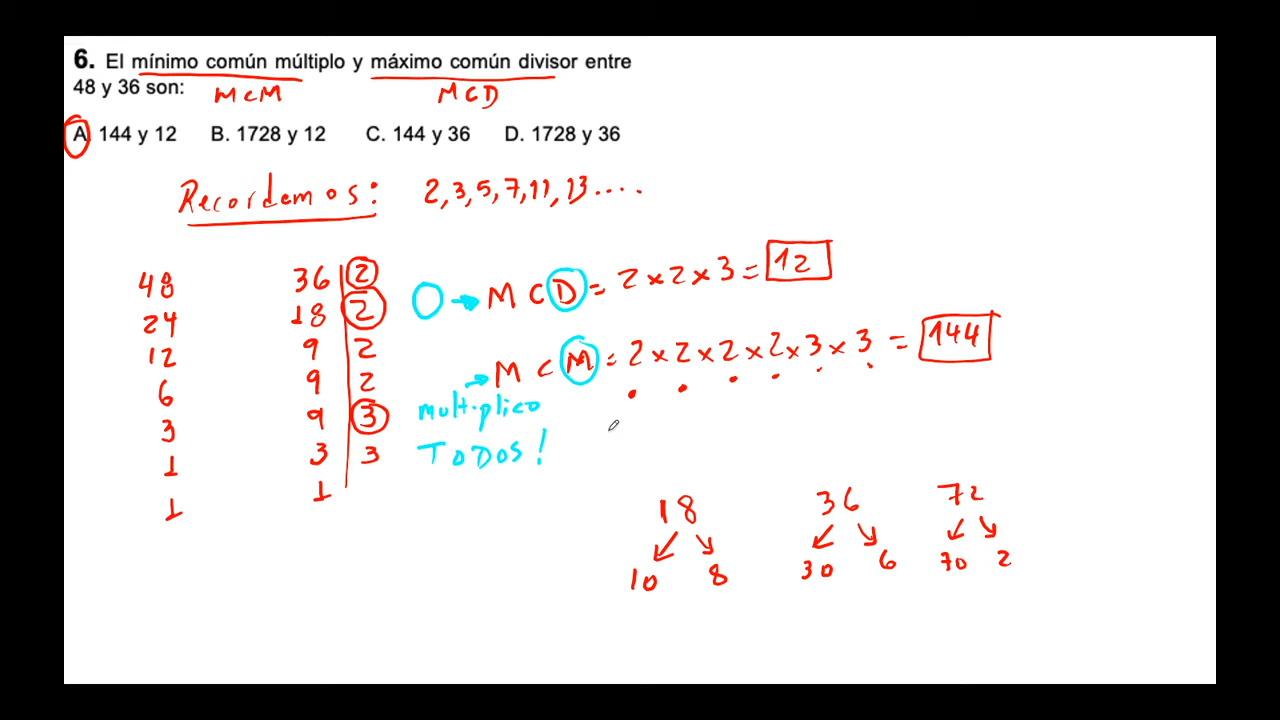 6. El mínimo común múltiplo y máximo común divisor entre
48 y 36 son:
McM
MCD
A. 144 y 12 B. 1728 y 12 C. 144 y 36 D. 1728 y 36
Recordemos: 2, 3, 5, 7, 11, 13 ....
48 36 2
24 18 2
12 9 2
6 9 2
3 9 3
1 3 3
1 1
→ MCD = 2 × 2 × 3 = 12
→ McM = 2 × 2 × 2 × 2 × 3 × 3 = 144
multiplico
TODOS!
18 36 72
10 8 30 6 70 2